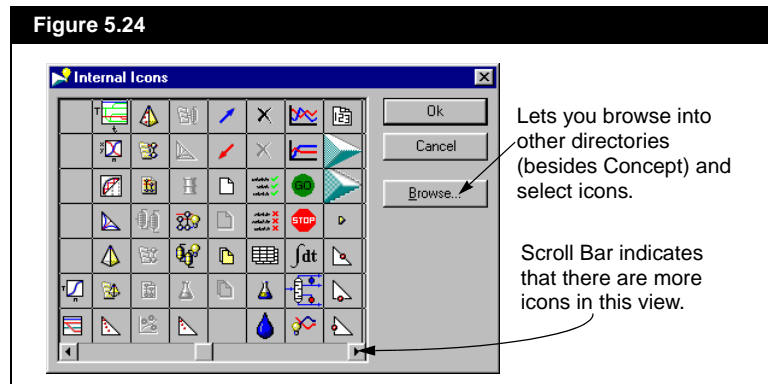 Figure 5.24
Internal Icons
Ok
Cancel
Browse...
GO
STOP
∫dt
Lets you browse into
other directories
(besides Concept) and
select icons.
Scroll Bar indicates
that there are more
icons in this view.